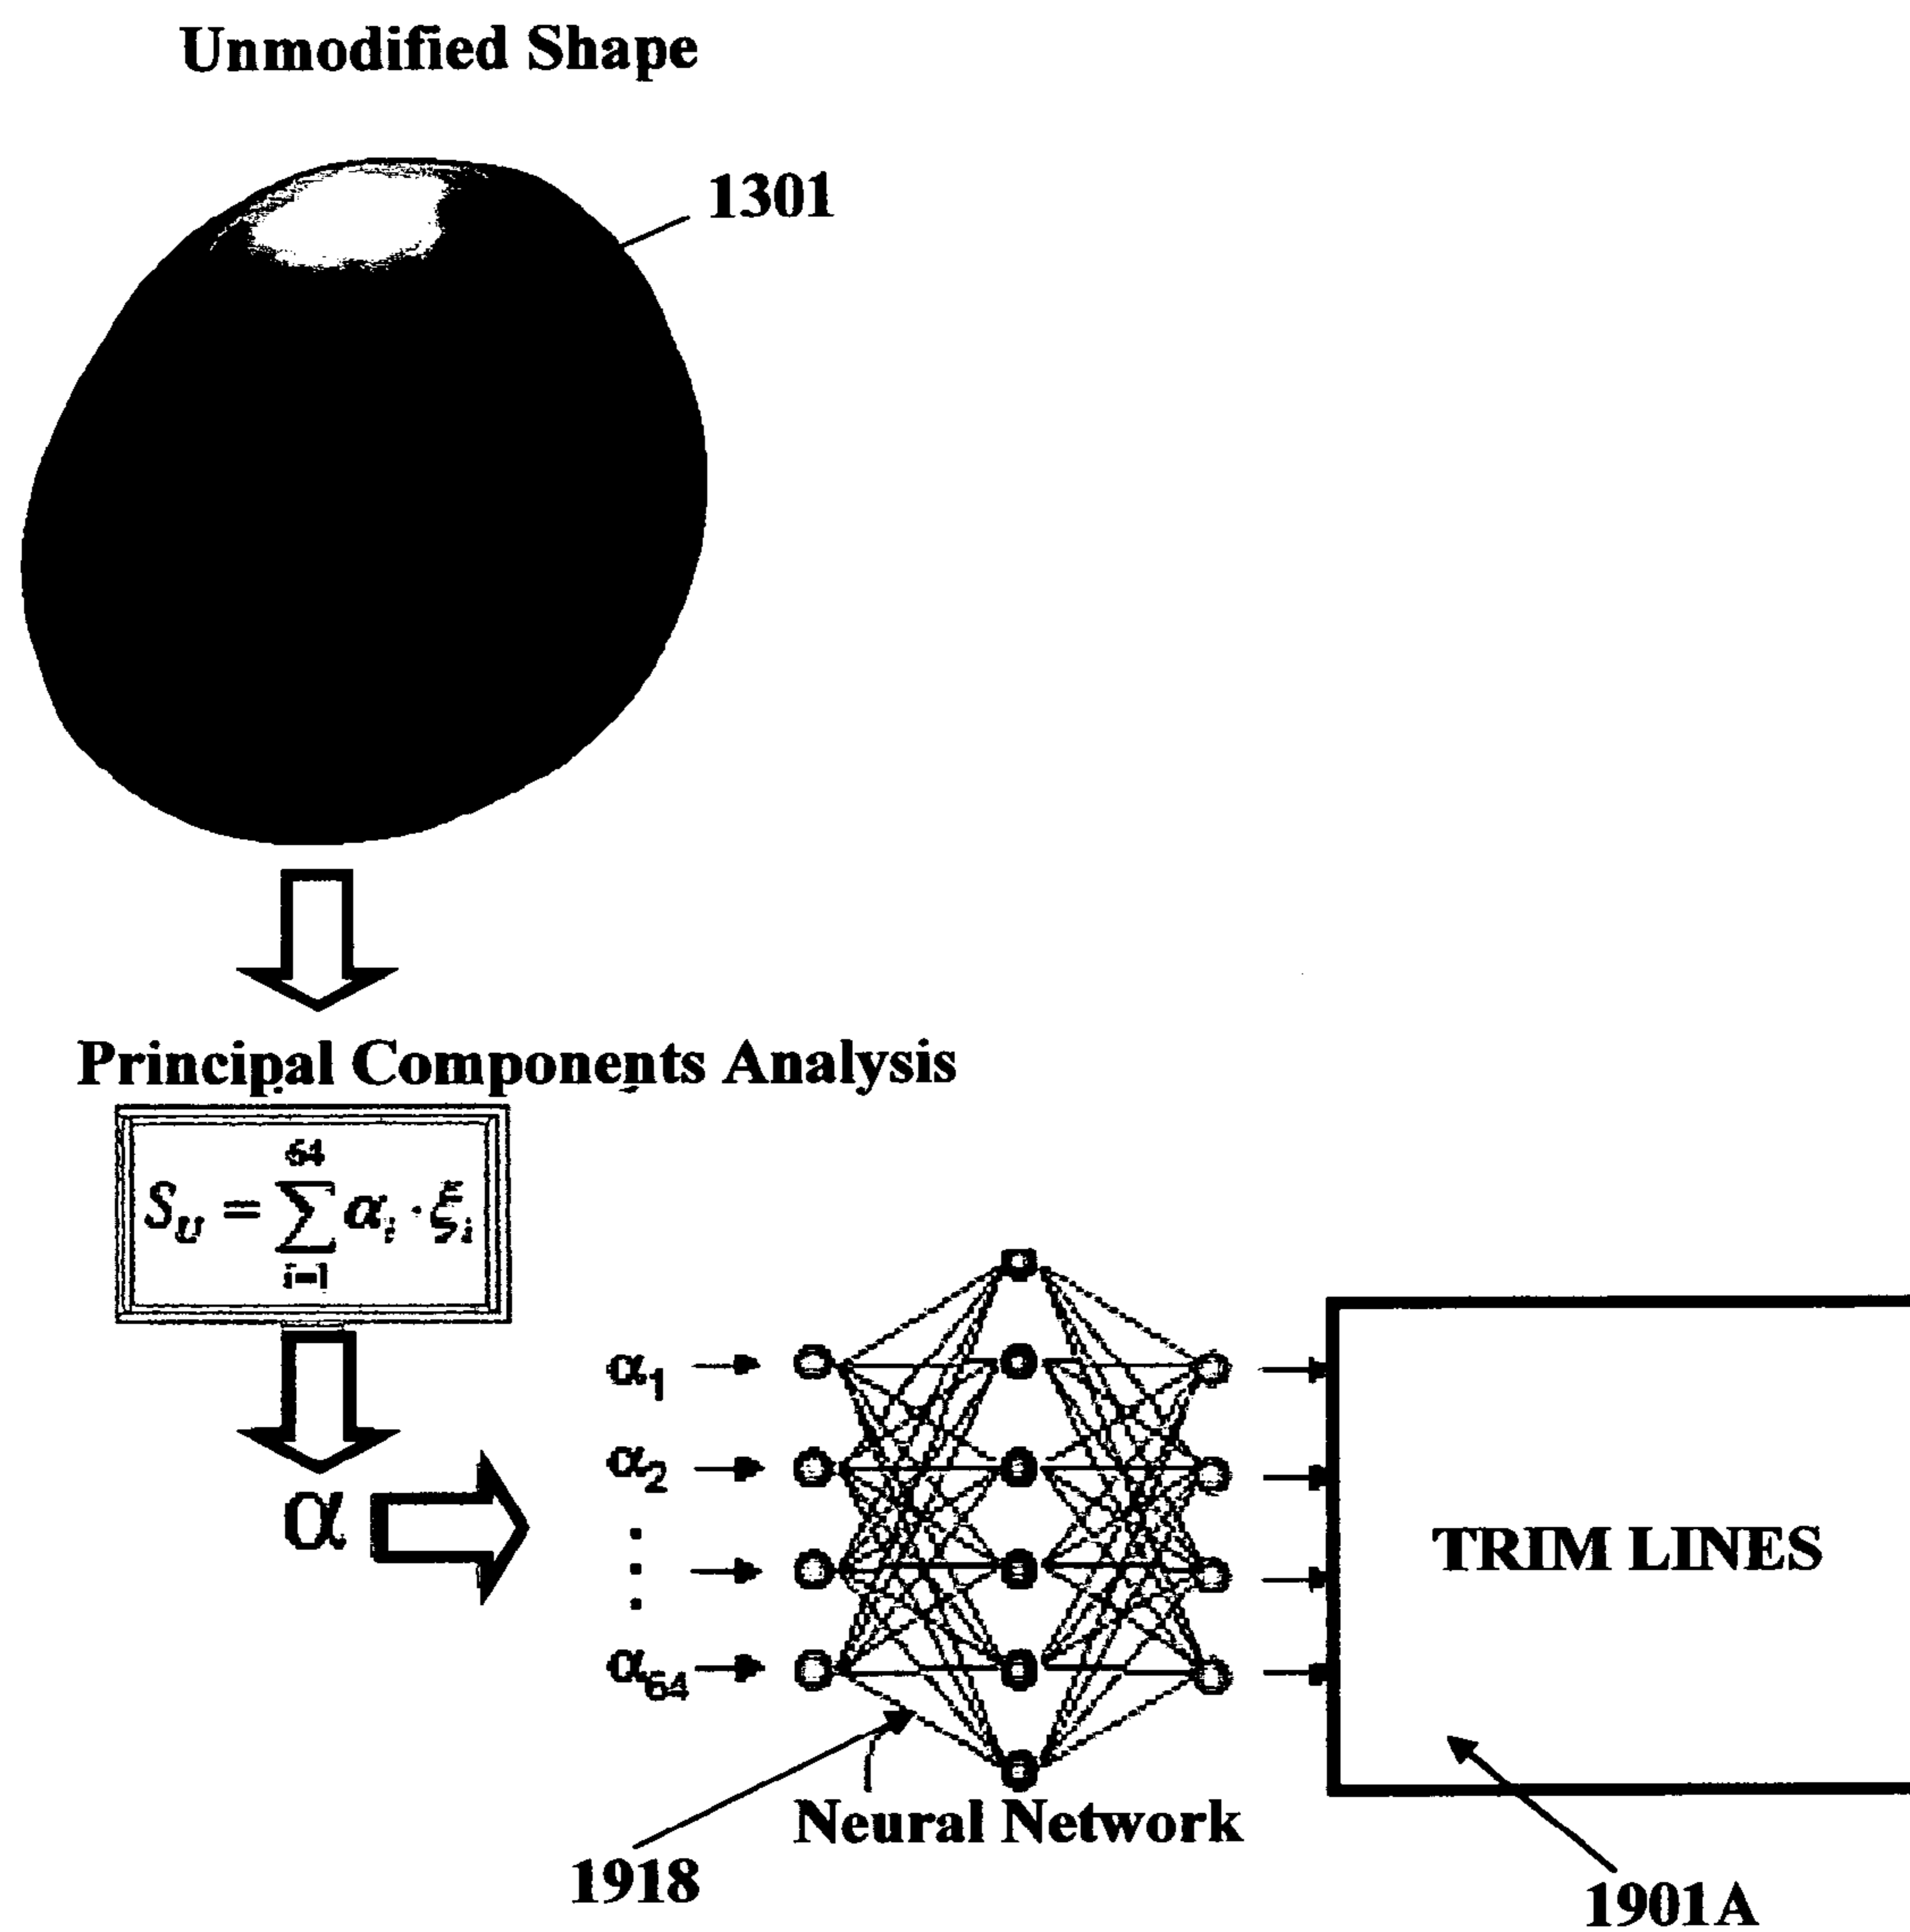 Unmodified Shape
1301
Principal Components Analysis
64
S_U = ∑ α_i · ξ_i
i=1
α
α1
α2
⋮
α64
TRIM LINES
Neural Network
1918
1901A